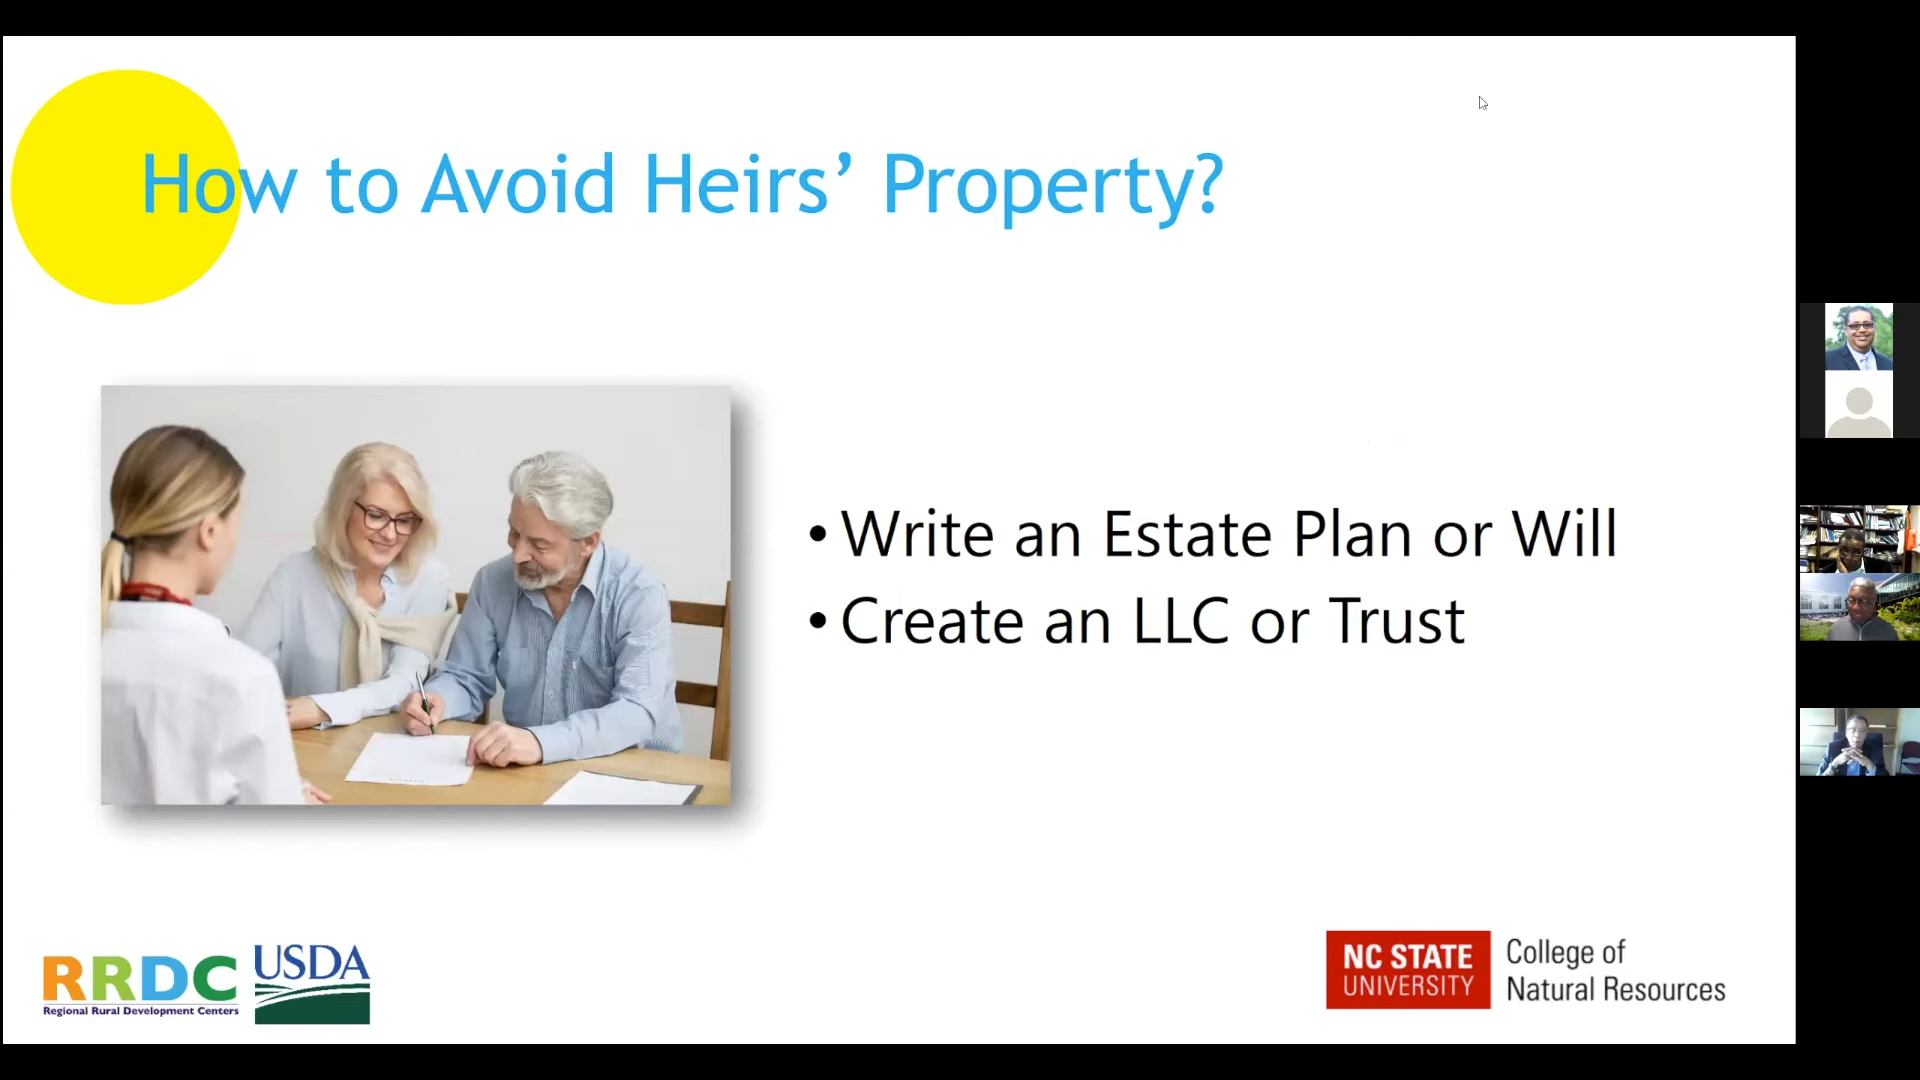 How to Avoid Heirs’ Property?
• Write an Estate Plan or Will
• Create an LLC or Trust
RRDC
Regional Rural Development Centers
USDA
NC STATE
UNIVERSITY
College of
Natural Resources